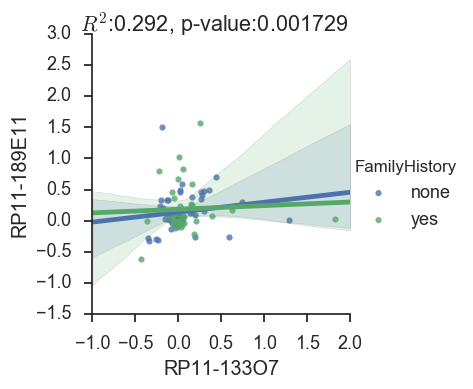 R²:0.292, p-value:0.001729
3.0
2.5
2.0
1.5
1.0
0.5
0.0
−0.5
−1.0
−1.5
RP11-189E11
FamilyHistory
none
yes
−1.0 −0.5 0.0 0.5 1.0 1.5 2.0
RP11-133O7